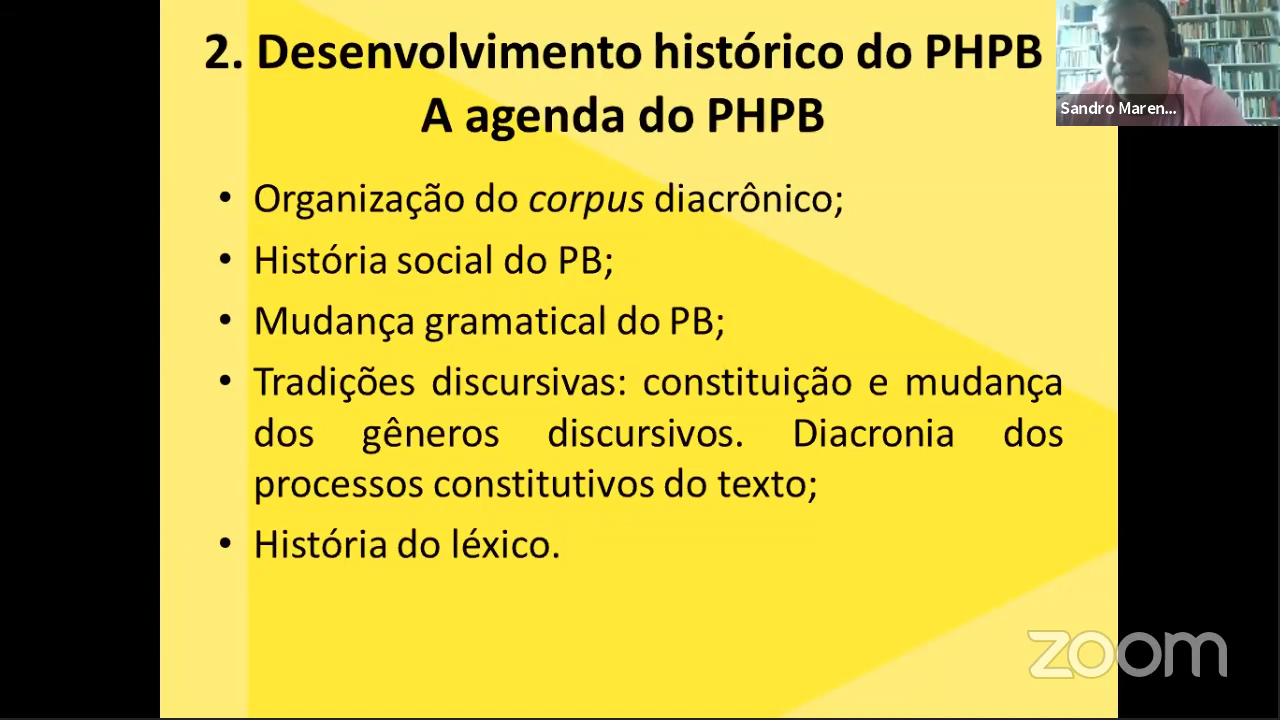 2. Desenvolvimento histórico do PHPB
A agenda do PHPB
Sandro Maren...
• Organização do corpus diacrônico;
• História social do PB;
• Mudança gramatical do PB;
• Tradições discursivas: constituição e mudança
dos gêneros discursivos. Diacronia dos
processos constitutivos do texto;
• História do léxico.
zoom